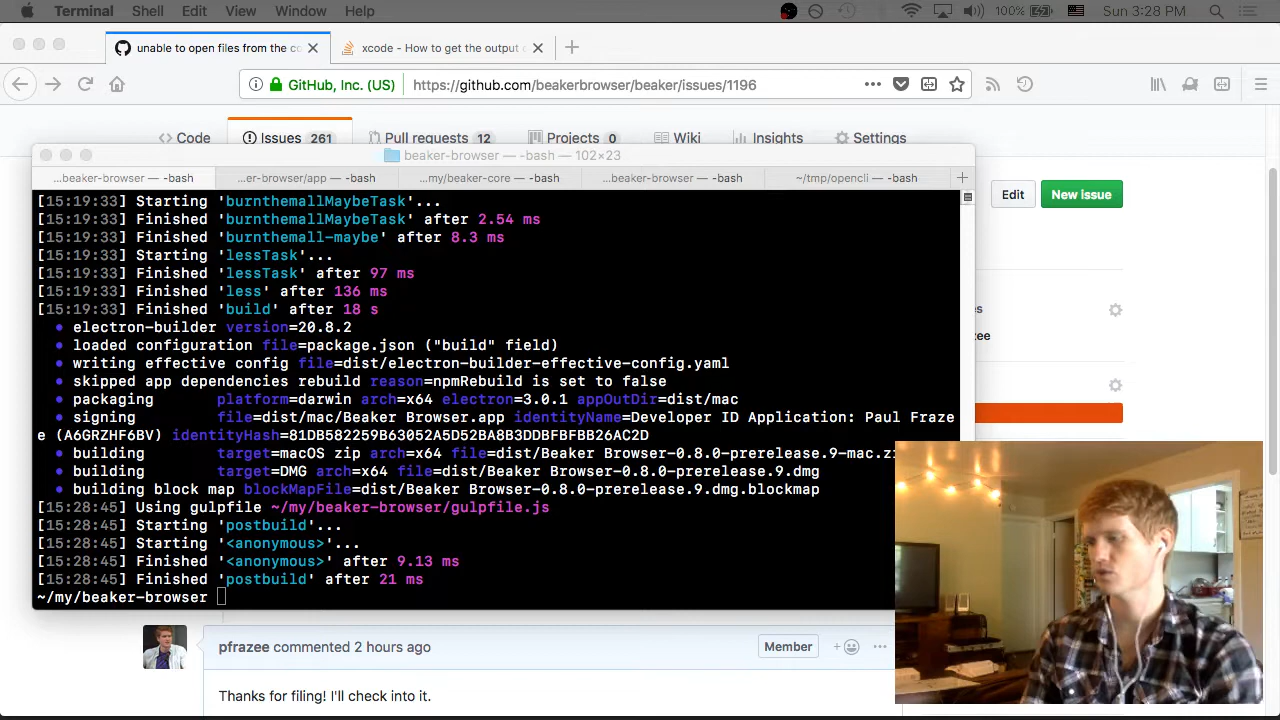 Terminal Shell Edit View Window Help 100% Sun 3:28 PM
unable to open files from the co xcode - How to get the output
GitHub, Inc. (US) https://github.com/beakerbrowser/beaker/issues/1196
Code Issues 261 Pull requests 12 Projects 0 Wiki Insights Settings
beaker-browser — -bash — 102×23
...beaker-browser — -bash ...er-browser/app — -bash ...my/beaker-core — -bash ...beaker-browser — -bash ~/tmp/opencli — -bash
Edit New issue
[15:19:33] Starting 'burnthemallMaybeTask'...
[15:19:33] Finished 'burnthemallMaybeTask' after 2.54 ms
[15:19:33] Finished 'burnthemall-maybe' after 8.3 ms
[15:19:33] Starting 'lessTask'...
[15:19:33] Finished 'lessTask' after 97 ms
[15:19:33] Finished 'less' after 136 ms
[15:19:33] Finished 'build' after 18 s
• electron-builder version=20.8.2
• loaded configuration file=package.json ("build" field)
• writing effective config file=dist/electron-builder-effective-config.yaml
• skipped app dependencies rebuild reason=npmRebuild is set to false
• packaging platform=darwin arch=x64 electron=3.0.1 appOutDir=dist/mac
• signing file=dist/mac/Beaker Browser.app identityName=Developer ID Application: Paul Fraze
e (A6GRZHF6BV) identityHash=81DB582259B63052A5D52BA8B3DDBFBFBB26AC2D
• building target=macOS zip arch=x64 file=dist/Beaker Browser-0.8.0-prerelease.9-mac.zi
• building target=DMG arch=x64 file=dist/Beaker Browser-0.8.0-prerelease.9.dmg
• building block map blockMapFile=dist/Beaker Browser-0.8.0-prerelease.9.dmg.blockmap
[15:28:45] Using gulpfile ~/my/beaker-browser/gulpfile.js
[15:28:45] Starting 'postbuild'...
[15:28:45] Starting '<anonymous>'...
[15:28:45] Finished '<anonymous>' after 9.13 ms
[15:28:45] Finished 'postbuild' after 21 ms
~/my/beaker-browser
es
ee
pfrazee commented 2 hours ago Member
Thanks for filing! I'll check into it.